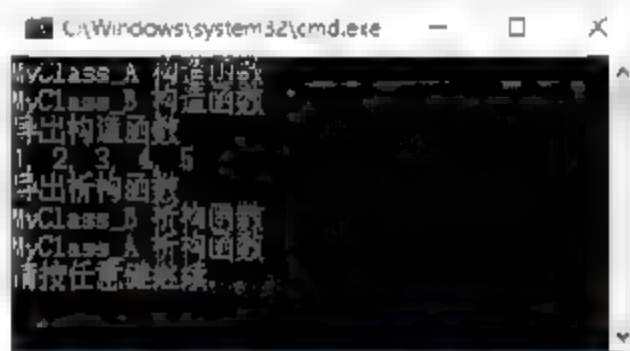 C:\Windows\system32\cmd.exe
MyClass_A 构造函数
MyClass_B 构造函数
导出构造函数
1, 2, 3, 4, 5
导出析构函数
MyClass_B 析构函数
MyClass_A 析构函数
请按任意键继续. . .